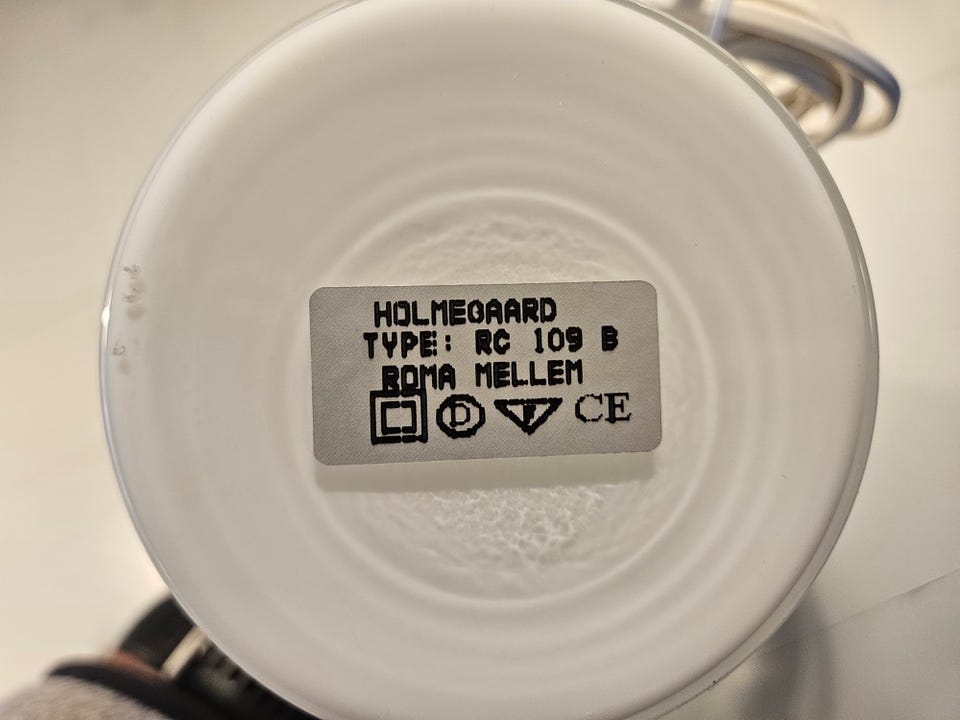 HOLMEGAARD
TYPE: RC 109 B
ROMA MELLEM
D F CE